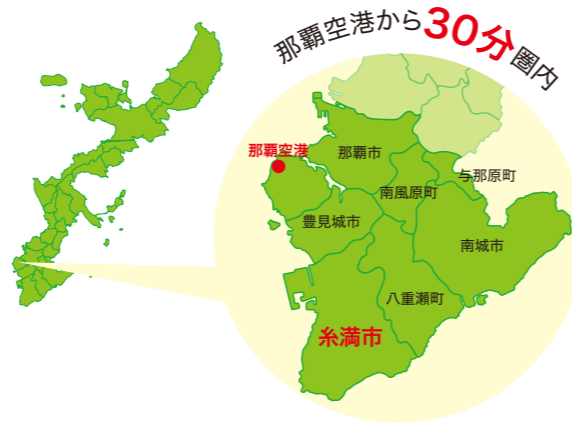 那覇空港から30分圏内
那覇空港
那覇市
与那原町
南風原町
豊見城市
南城市
八重瀬町
糸満市